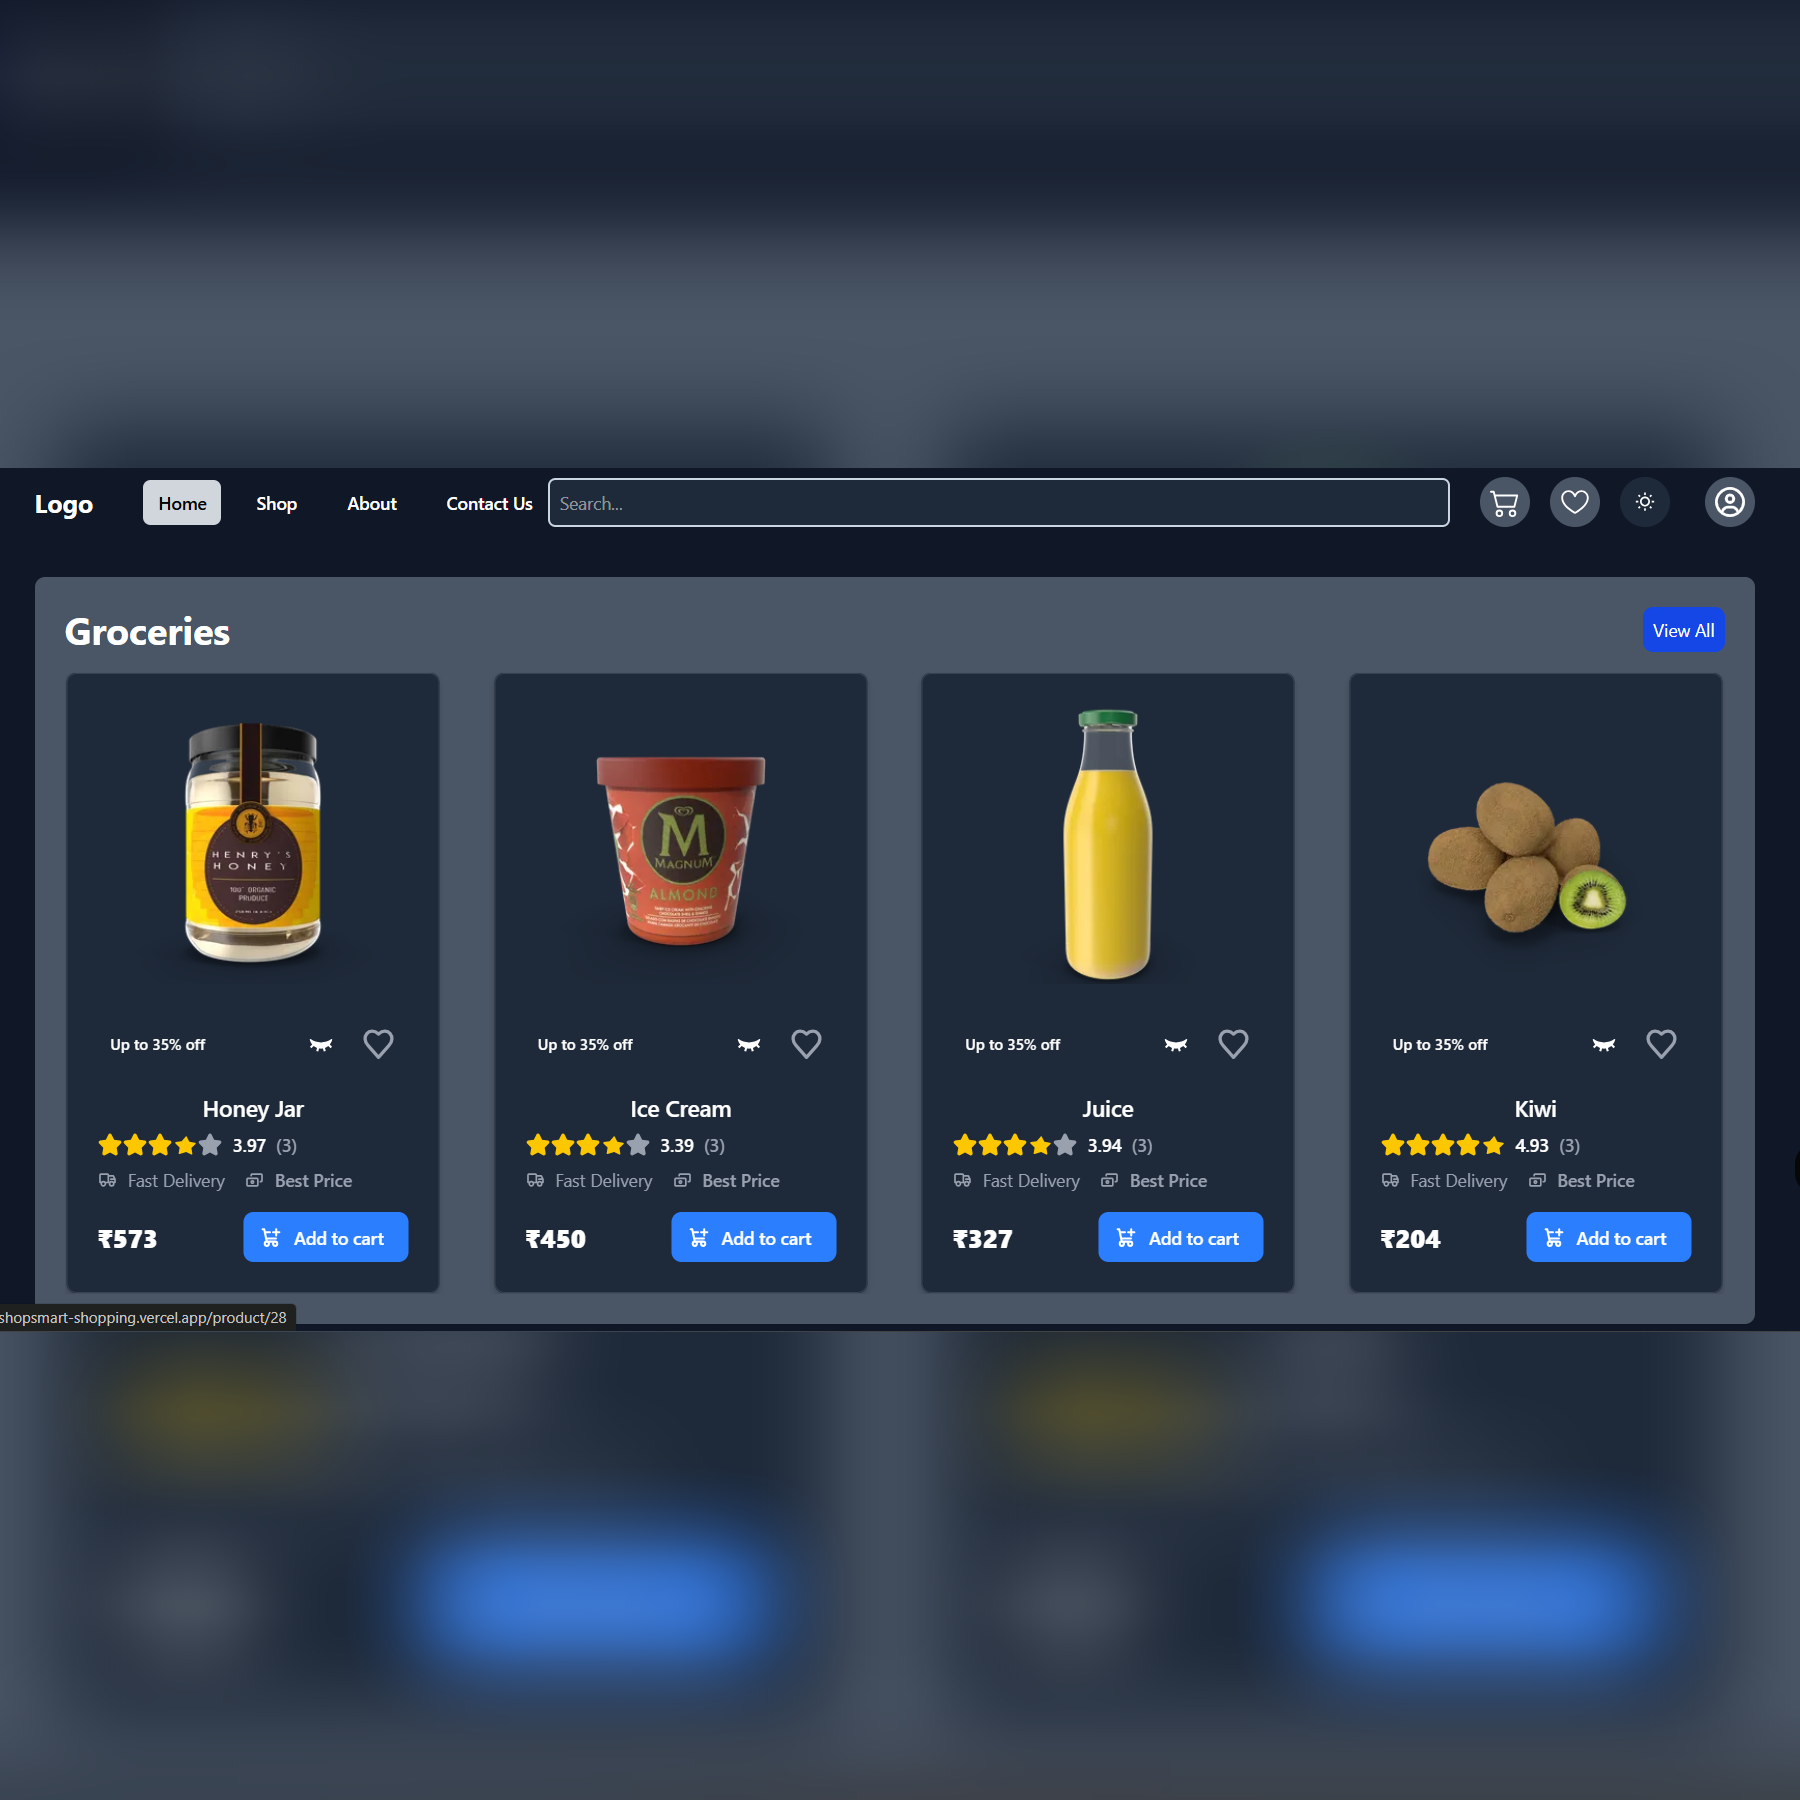 Logo
Home
Shop
About
Contact Us
Search...
Groceries
View All
HENRY'S
HONEY
100% ORGANIC
PRODUCE
M
MAGNUM
ALMOND
Up to 35% off
Up to 35% off
Up to 35% off
Up to 35% off
Honey Jar
Ice Cream
Juice
Kiwi
3.97 (3)
3.39 (3)
3.94 (3)
4.93 (3)
Fast Delivery Best Price
Fast Delivery Best Price
Fast Delivery Best Price
Fast Delivery Best Price
₹573 Add to cart
₹450 Add to cart
₹327 Add to cart
₹204 Add to cart
shopsmart-shopping.vercel.app/product/28